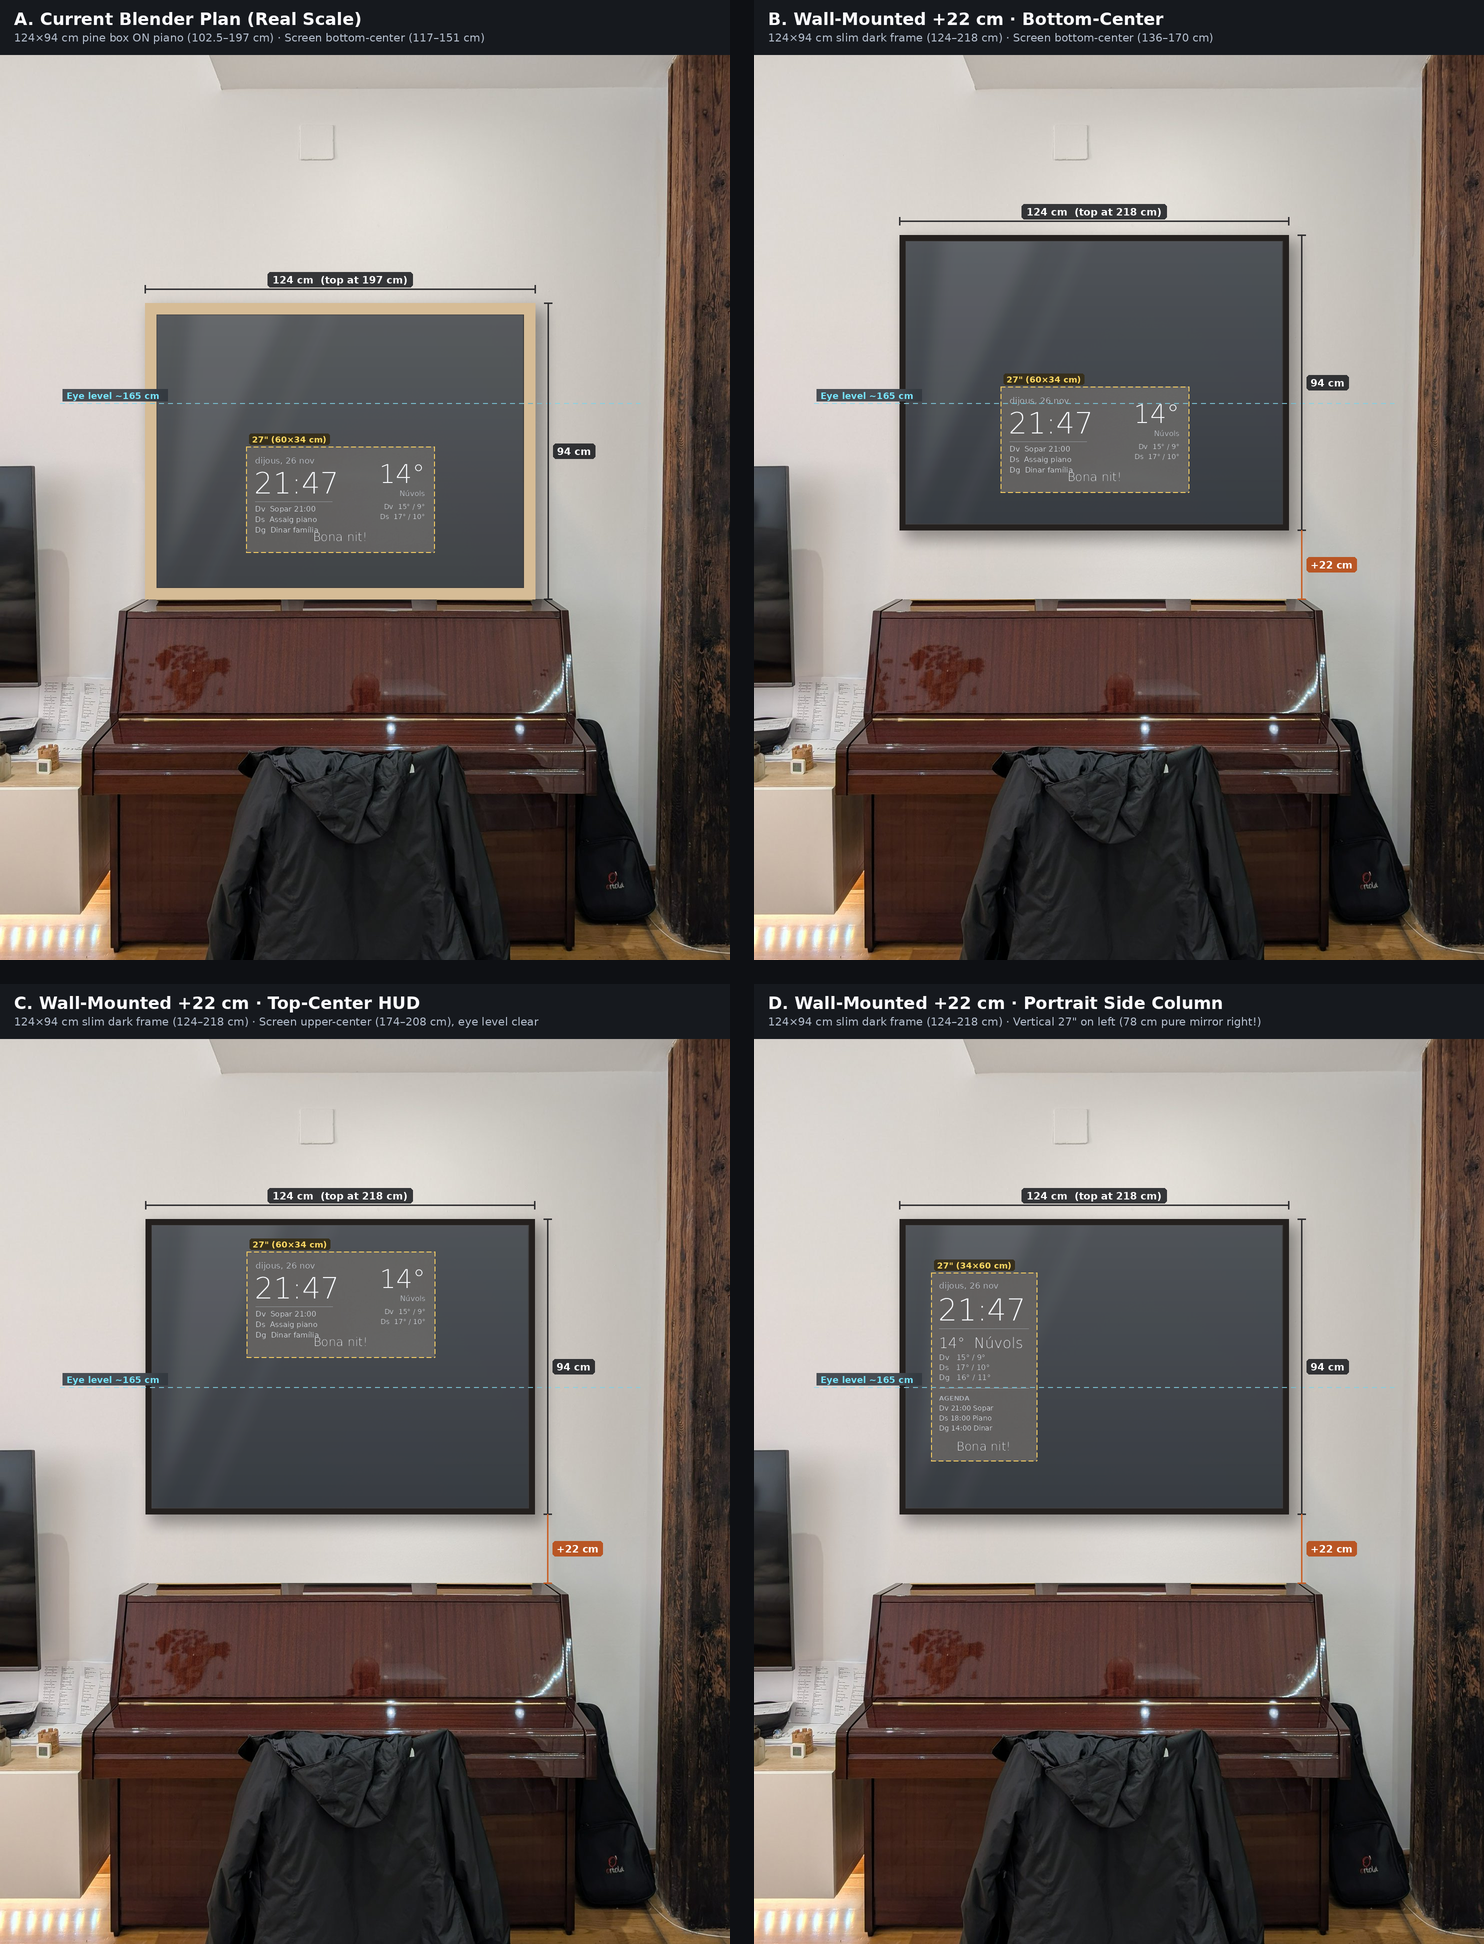 A. Current Blender Plan (Real Scale)
124×94 cm pine box ON piano (102.5–197 cm) · Screen bottom-center (117–151 cm)
124 cm (top at 197 cm)
Eye level ~165 cm
27" (60×34 cm)
dijous, 26 nov
21:47
14°
Núvols
Dv 15° / 9°
Ds 17° / 10°
Dv Sopar 21:00
Ds Assaig piano
Dg Dinar família
Bona nit!
94 cm
B. Wall-Mounted +22 cm · Bottom-Center
124×94 cm slim dark frame (124–218 cm) · Screen bottom-center (136–170 cm)
124 cm (top at 218 cm)
27" (60×34 cm)
Eye level ~165 cm
dijous, 26 nov
21:47
14°
Núvols
Dv 15° / 9°
Ds 17° / 10°
Dv Sopar 21:00
Ds Assaig piano
Dg Dinar família
Bona nit!
94 cm
+22 cm
C. Wall-Mounted +22 cm · Top-Center HUD
124×94 cm slim dark frame (124–218 cm) · Screen upper-center (174–208 cm), eye level clear
124 cm (top at 218 cm)
27" (60×34 cm)
dijous, 26 nov
21:47
14°
Núvols
Dv 15° / 9°
Ds 17° / 10°
Dv Sopar 21:00
Ds Assaig piano
Dg Dinar família
Bona nit!
Eye level ~165 cm
94 cm
+22 cm
D. Wall-Mounted +22 cm · Portrait Side Column
124×94 cm slim dark frame (124–218 cm) · Vertical 27" on left (78 cm pure mirror right!)
124 cm (top at 218 cm)
27" (34×60 cm)
dijous, 26 nov
21:47
14° Núvols
Dv 15° / 9°
Ds 17° / 10°
Dg 16° / 11°
Eye level ~165 cm
AGENDA
Dv 21:00 Sopar
Ds 18:00 Piano
Dg 14:00 Dinar
Bona nit!
94 cm
+22 cm